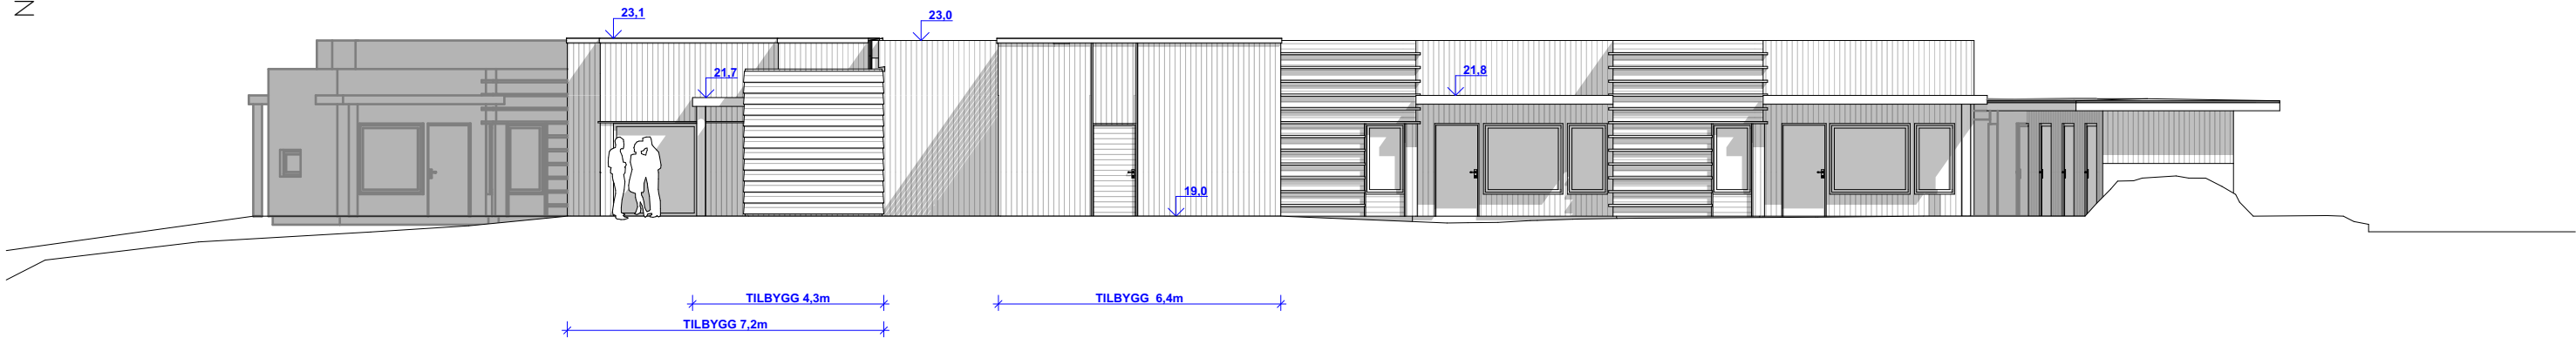 Z
23,1
23,0
21,7
21,8
19,0
TILBYGG 4,3m
TILBYGG 6,4m
TILBYGG 7,2m